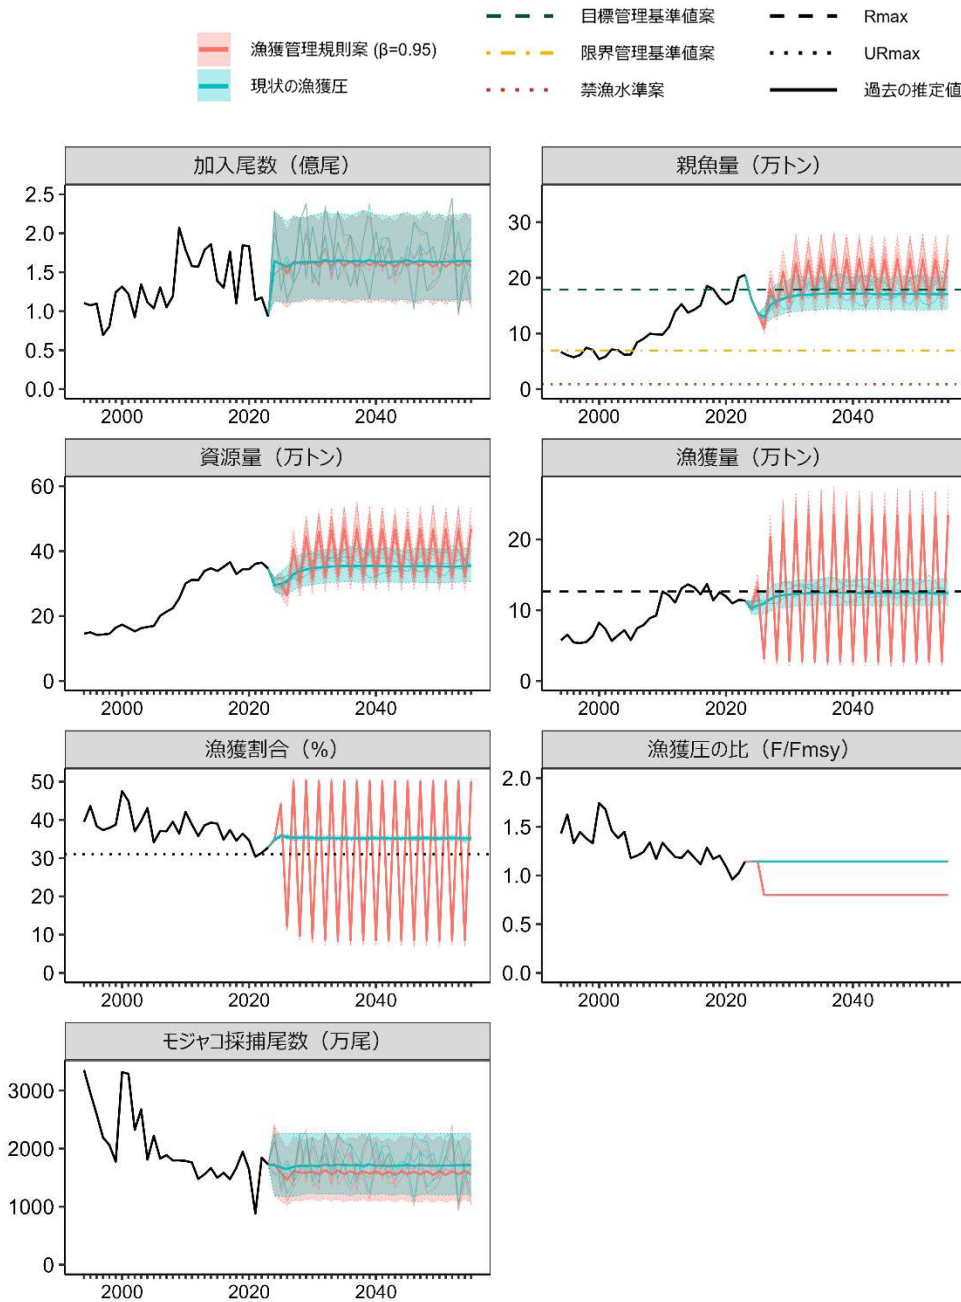 漁獲管理規則案 (β=0.95)
現状の漁獲圧
目標管理基準値案
限界管理基準値案
禁漁水準案
Rmax
URmax
過去の推定値
加入尾数（億尾）
2.5
2.0
1.5
1.0
0.5
0.0
2000 2020 2040
親魚量（万トン）
30
20
10
0
2000 2020 2040
資源量（万トン）
60
40
20
0
2000 2020 2040
漁獲量（万トン）
20
10
0
2000 2020 2040
漁獲割合（%）
50
40
30
20
10
0
2000 2020 2040
漁獲圧の比（F/Fmsy）
2.0
1.5
1.0
0.5
0.0
2000 2020 2040
モジャコ採捕尾数（万尾）
3000
2000
1000
0
2000 2020 2040